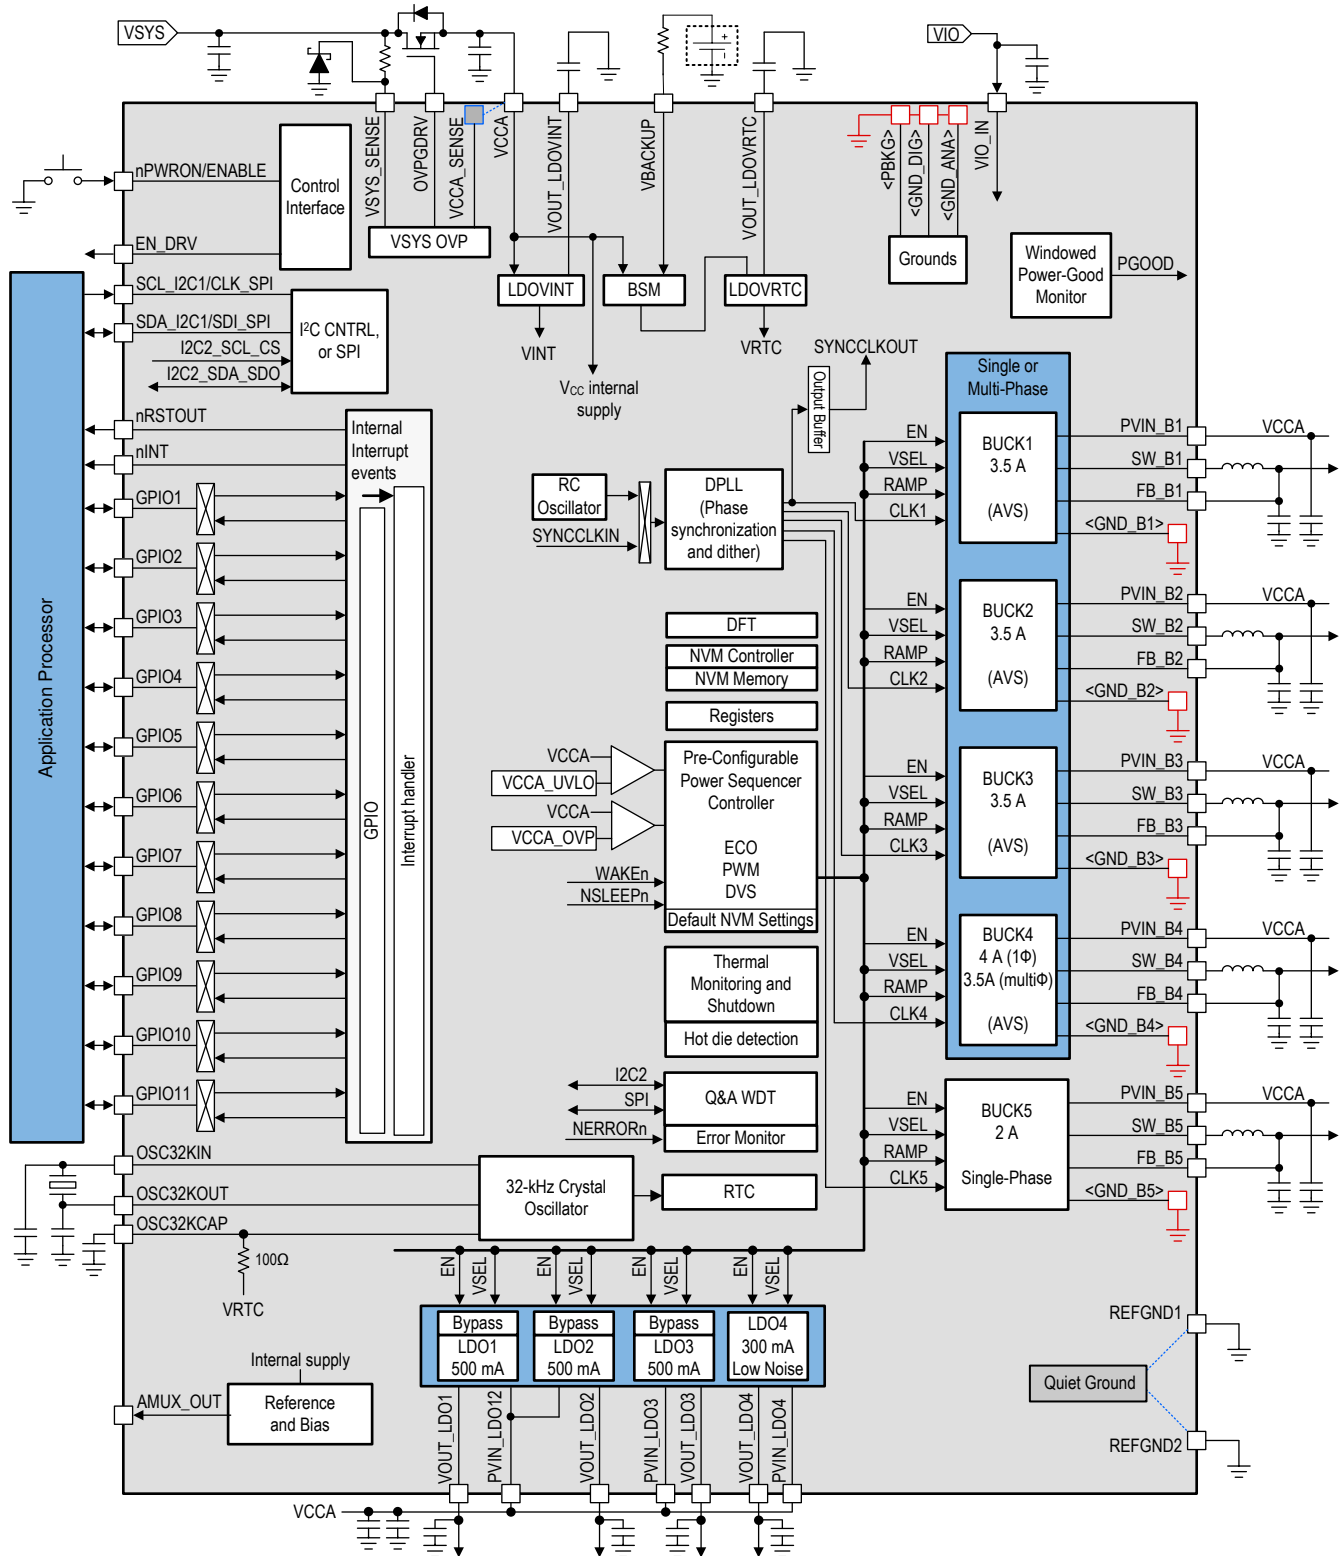 VSYS
VIO
VSYS_SENSE
OVPGDRV
VCCA_SENSE
VCCA
VOUT_LDOVINT
VBACKUP
VOUT_LDOVRTC
<PBKG>
<GND_DIG>
<GND_ANA>
VIO_IN
nPWRON/ENABLE
Control
Interface
EN_DRV
VSYS OVP
Grounds
Windowed
Power-Good
Monitor
PGOOD
SCL_I2C1/CLK_SPI
SDA_I2C1/SDI_SPI
I2C2_SCL_CS
I2C2_SDA_SDO
I²C CNTRL,
or SPI
LDOVINT
BSM
LDOVRTC
VINT
VRTC
VCC internal
supply
SYNCCLKOUT
Output Buffer
Single or
Multi-Phase
Application Processor
nRSTOUT
nINT
GPIO1
GPIO2
GPIO3
GPIO4
GPIO5
GPIO6
GPIO7
GPIO8
GPIO9
GPIO10
GPIO11
Internal
Interrupt
events
GPIO
Interrupt handler
RC
Oscillator
SYNCCLKIN
DPLL
(Phase
synchronization
and dither)
EN
VSEL
RAMP
CLK1
BUCK1
3.5 A
(AVS)
PVIN_B1
SW_B1
FB_B1
<GND_B1>
VCCA
EN
VSEL
RAMP
CLK2
BUCK2
3.5 A
(AVS)
PVIN_B2
SW_B2
FB_B2
<GND_B2>
VCCA
DFT
NVM Controller
NVM Memory
Registers
VCCA
VCCA_UVLO
VCCA
VCCA_OVP
WAKEn
NSLEEPn
Pre-Configurable
Power Sequencer
Controller
ECO
PWM
DVS
Default NVM Settings
EN
VSEL
RAMP
CLK3
BUCK3
3.5 A
(AVS)
PVIN_B3
SW_B3
FB_B3
<GND_B3>
VCCA
Thermal
Monitoring and
Shutdown
Hot die detection
EN
VSEL
RAMP
CLK4
BUCK4
4 A (1Φ)
3.5A (multiΦ)
(AVS)
PVIN_B4
SW_B4
FB_B4
<GND_B4>
VCCA
I2C2
SPI
NERRORn
Q&A WDT
Error Monitor
EN
VSEL
RAMP
CLK5
BUCK5
2 A
Single-Phase
PVIN_B5
SW_B5
FB_B5
<GND_B5>
VCCA
OSC32KIN
OSC32KOUT
OSC32KCAP
100Ω
VRTC
32-kHz Crystal
Oscillator
RTC
EN
VSEL
EN
VSEL
EN
VSEL
EN
VSEL
Bypass
LDO1
500 mA
Bypass
LDO2
500 mA
Bypass
LDO3
500 mA
LDO4
300 mA
Low Noise
REFGND1
Quiet Ground
REFGND2
Internal supply
AMUX_OUT
Reference
and Bias
VOUT_LDO1
PVIN_LDO12
VOUT_LDO2
PVIN_LDO3
VOUT_LDO3
VOUT_LDO4
PVIN_LDO4
VCCA